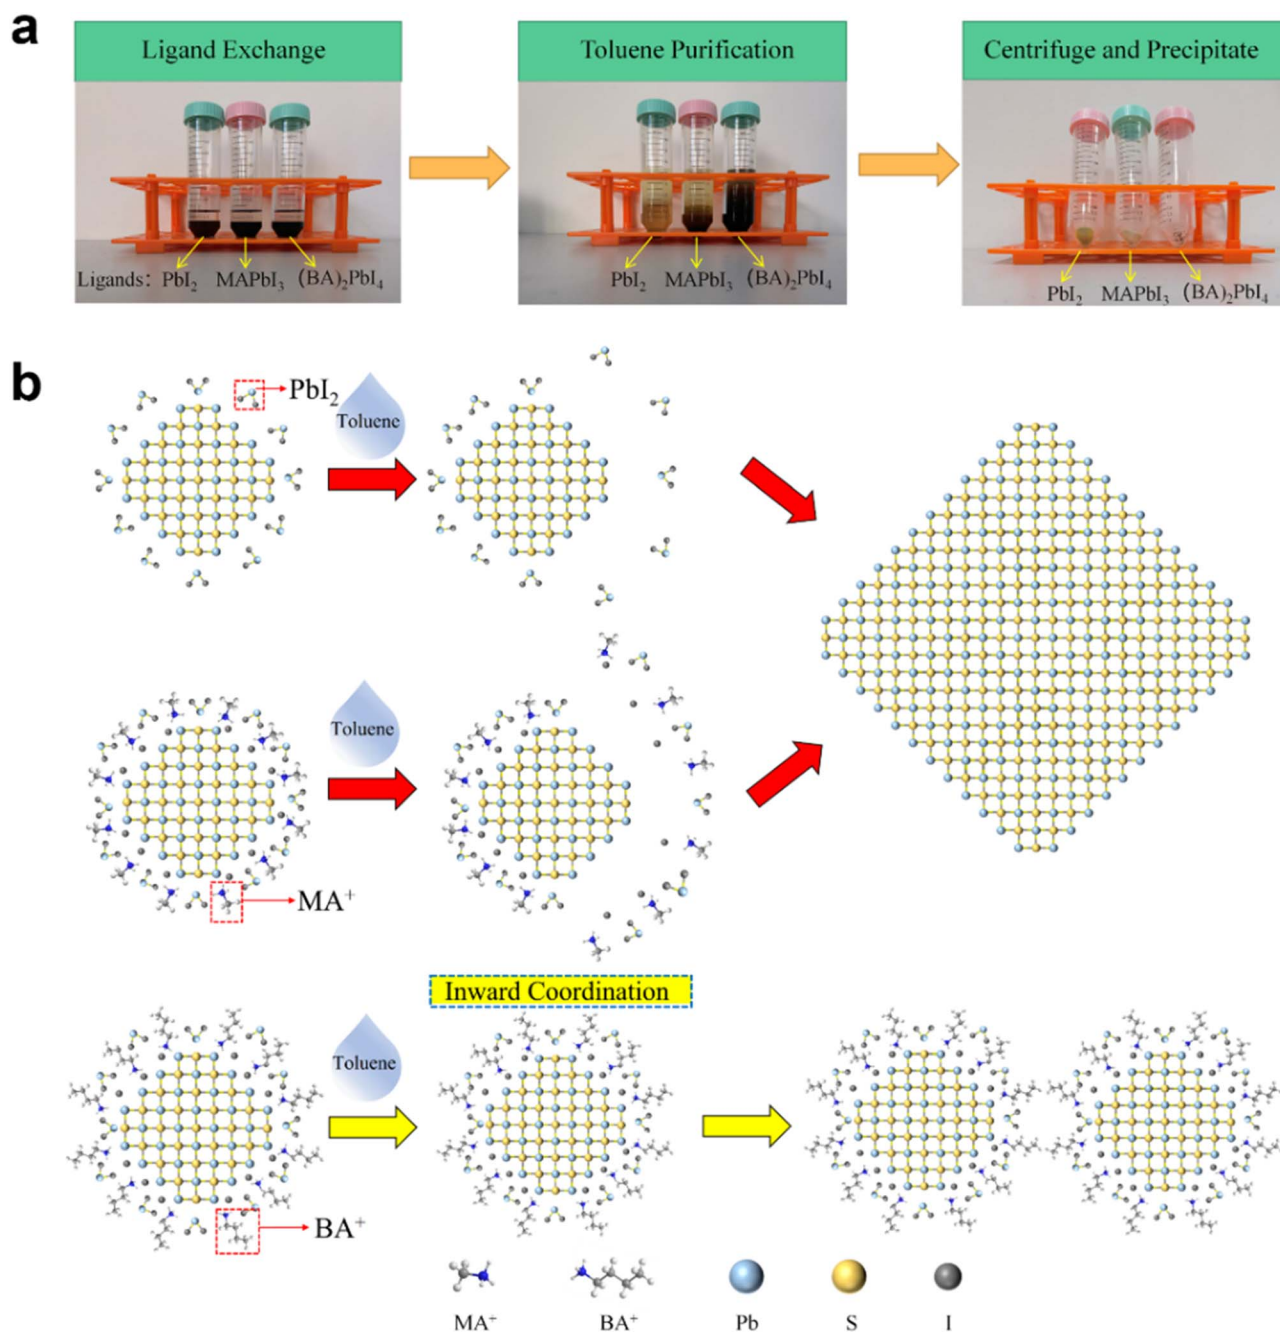 a
Ligand Exchange
Toluene Purification
Centrifuge and Precipitate
Ligands: PbI₂ MAPbI₃ (BA)₂PbI₄
PbI₂ MAPbI₃ (BA)₂PbI₄
PbI₂ MAPbI₃ (BA)₂PbI₄
b
PbI₂
Toluene
Toluene
MA⁺
Inward Coordination
Toluene
BA⁺
MA⁺ BA⁺ Pb S I